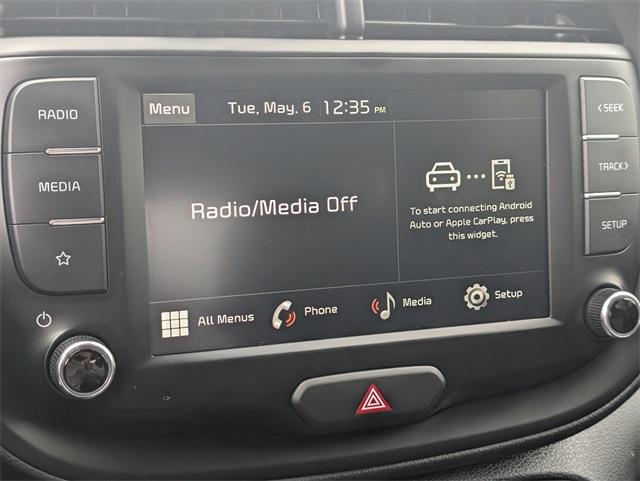 Menu Tue, May. 6 12:35 PM
RADIO
MEDIA
Radio/Media Off
To start connecting Android
Auto or Apple CarPlay, press
this widget.
All Menus Phone Media Setup
< SEEK
TRACK >
SETUP